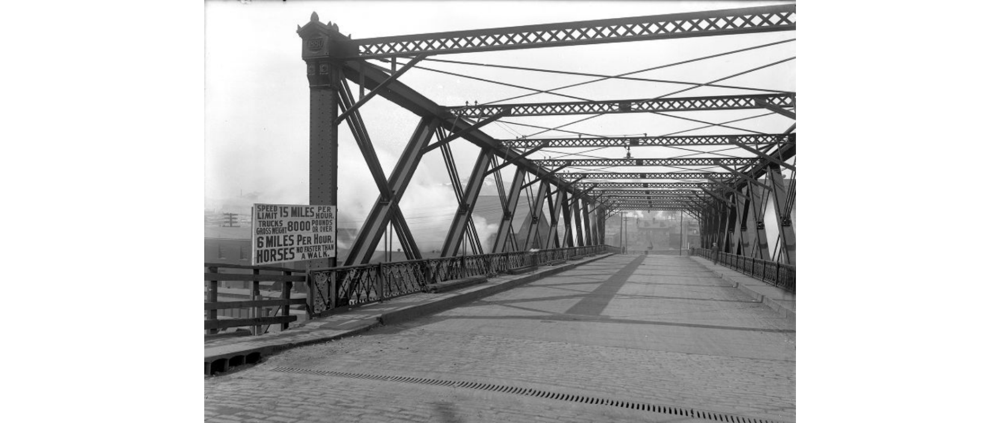 1890
SPEED LIMIT 15 MILES PER HOUR.
TRUCKS GROSS WEIGHT 8000 POUNDS OR OVER
6 MILES PER HOUR.
HORSES NO FASTER THAN A WALK.